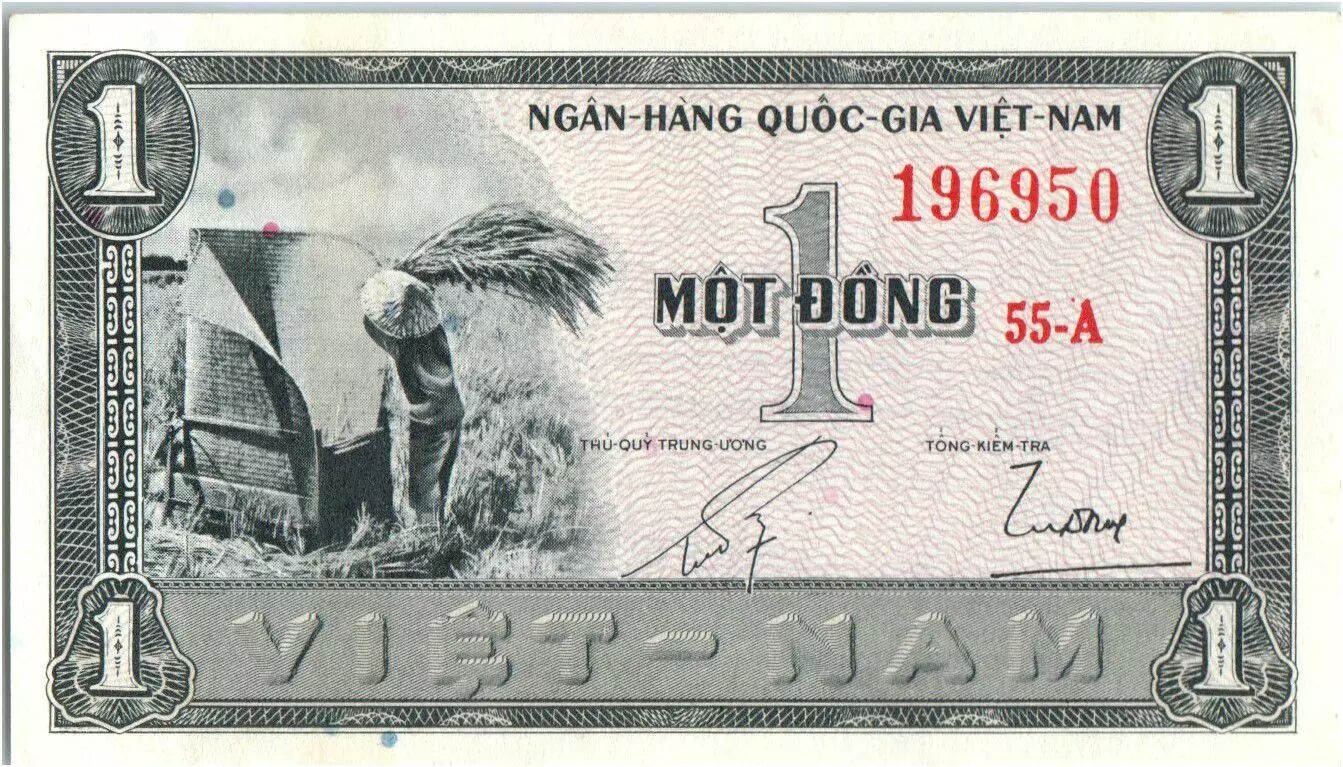 1
1
NGÂN-HÀNG QUỐC-GIA VIỆT-NAM
196950
1
MỘT ĐỒNG
55-A
THỦ-QUỸ TRUNG-ƯƠNG
TỔNG-KIỂM-TRA
VIỆT-NAM
1
1